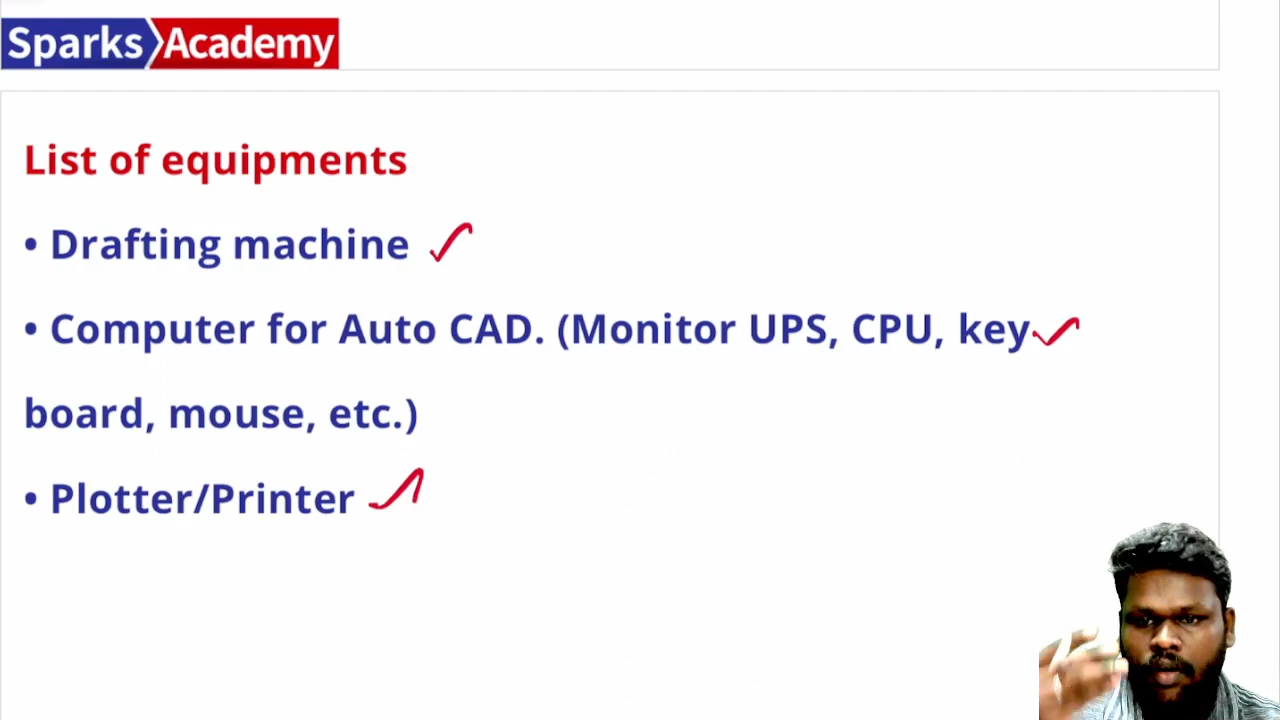 Sparks Academy
List of equipments
• Drafting machine
• Computer for Auto CAD. (Monitor UPS, CPU, key
board, mouse, etc.)
• Plotter/Printer